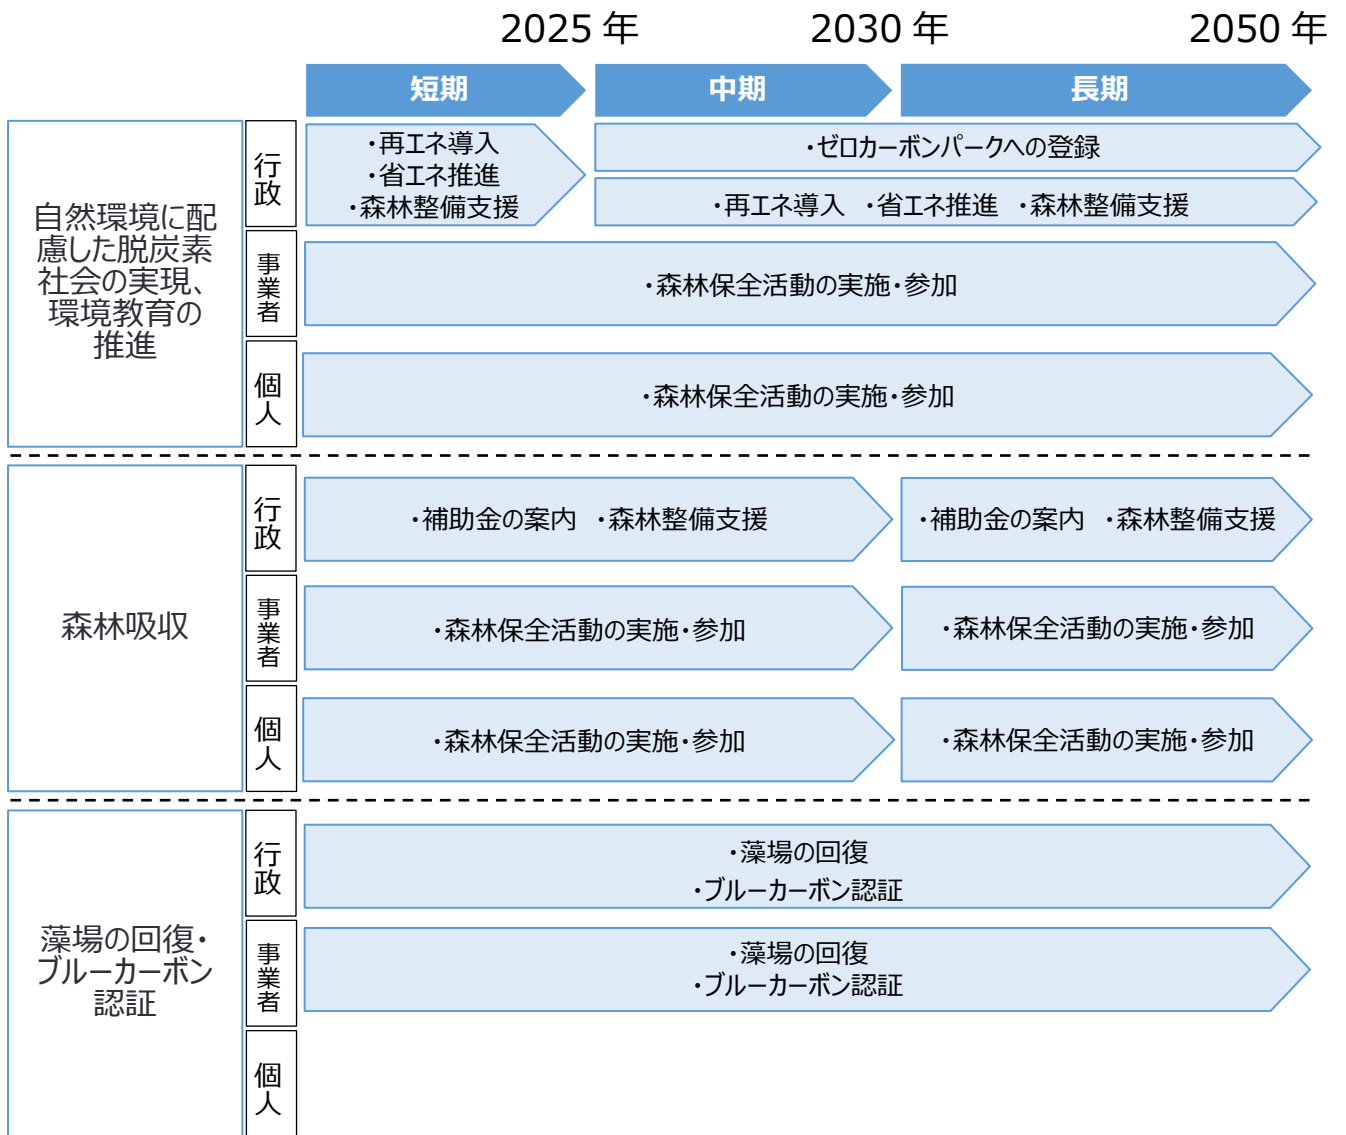 2025 年
2030 年
2050 年
短期
中期
長期
自然環境に配
慮した脱炭素
社会の実現、
環境教育の
推進
行政
・再エネ導入
・省エネ推進
・森林整備支援
・ゼロカーボンパークへの登録
・再エネ導入 ・省エネ推進 ・森林整備支援
事業者
・森林保全活動の実施・参加
個人
・森林保全活動の実施・参加
森林吸収
行政
・補助金の案内 ・森林整備支援
・補助金の案内 ・森林整備支援
事業者
・森林保全活動の実施・参加
・森林保全活動の実施・参加
個人
・森林保全活動の実施・参加
・森林保全活動の実施・参加
藻場の回復・
ブルーカーボン
認証
行政
・藻場の回復
・ブルーカーボン認証
事業者
・藻場の回復
・ブルーカーボン認証
個人